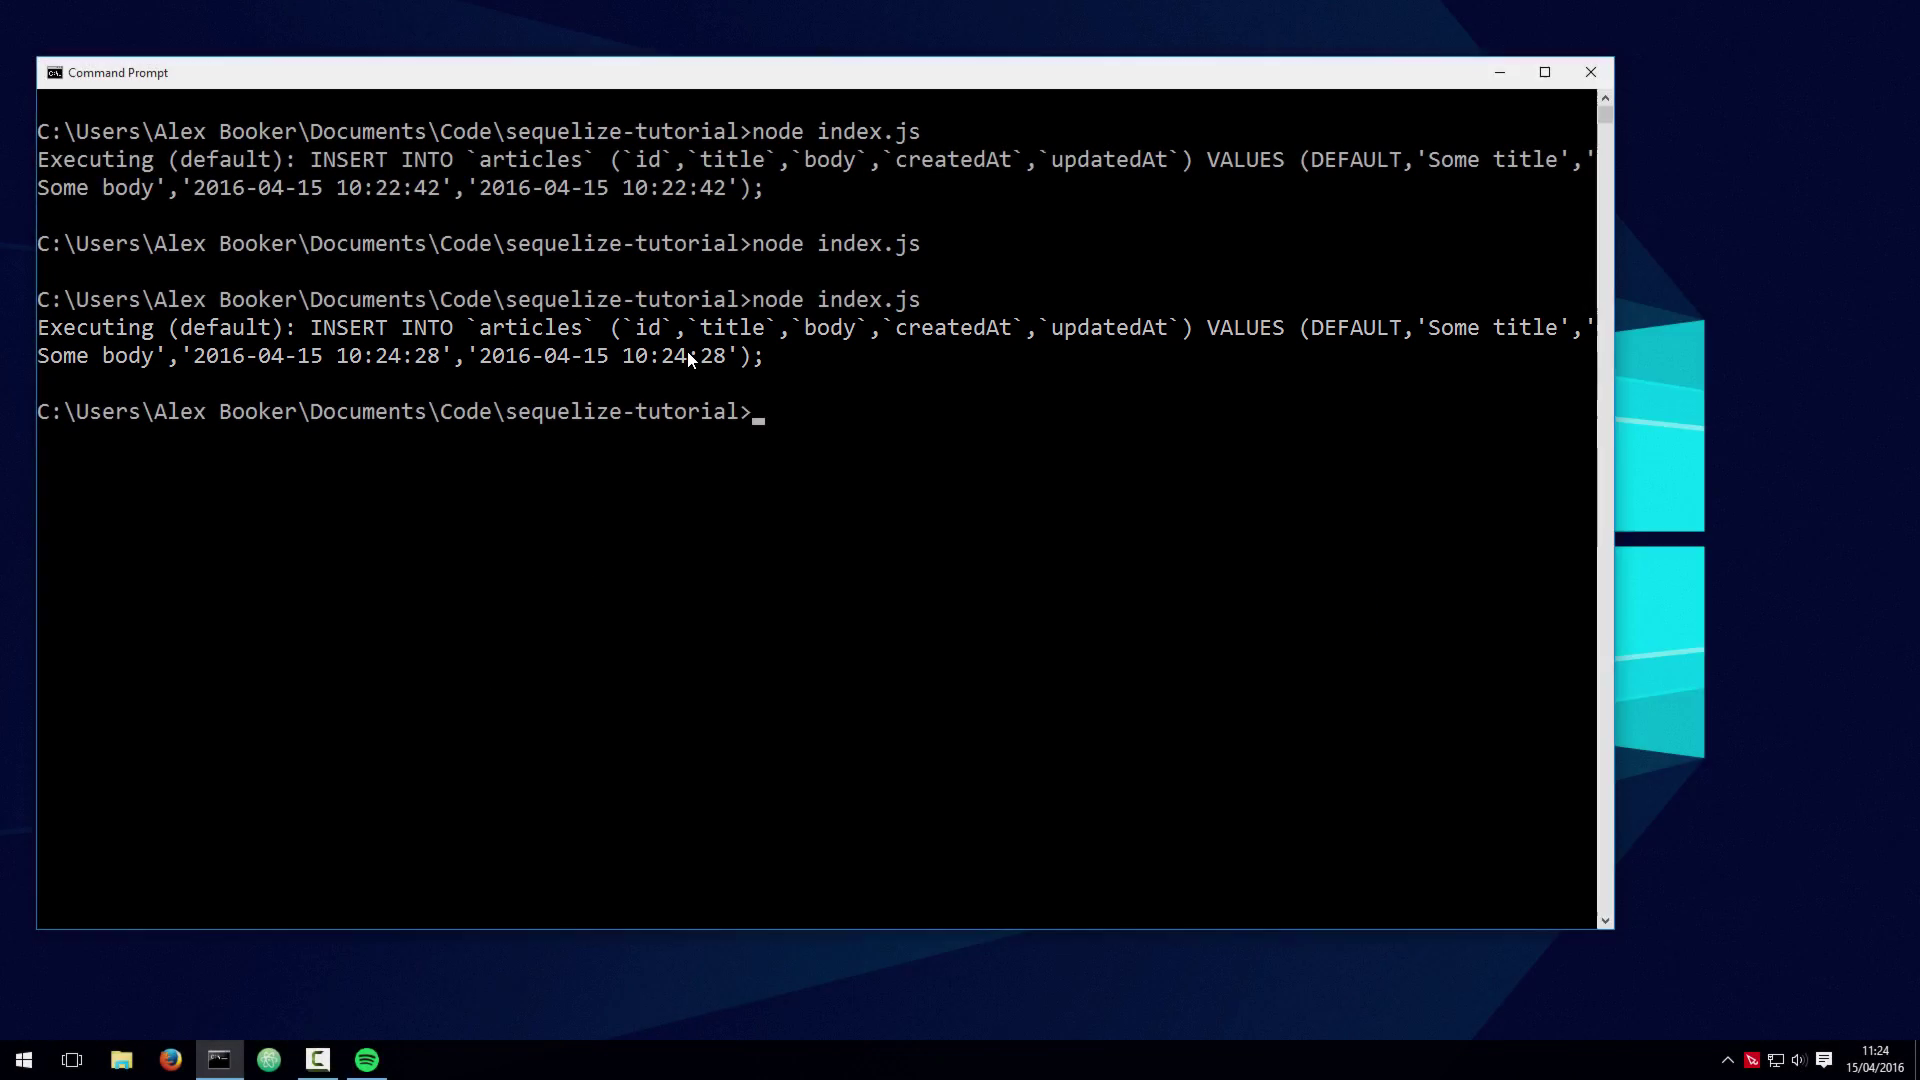 Command Prompt
C:\Users\Alex Booker\Documents\Code\sequelize-tutorial>node index.js
Executing (default): INSERT INTO `articles` (`id`,`title`,`body`,`createdAt`,`updatedAt`) VALUES (DEFAULT,'Some title','
Some body','2016-04-15 10:22:42','2016-04-15 10:22:42');
C:\Users\Alex Booker\Documents\Code\sequelize-tutorial>node index.js
C:\Users\Alex Booker\Documents\Code\sequelize-tutorial>node index.js
Executing (default): INSERT INTO `articles` (`id`,`title`,`body`,`createdAt`,`updatedAt`) VALUES (DEFAULT,'Some title','
Some body','2016-04-15 10:24:28','2016-04-15 10:24:28');
C:\Users\Alex Booker\Documents\Code\sequelize-tutorial>
11:24
15/04/2016